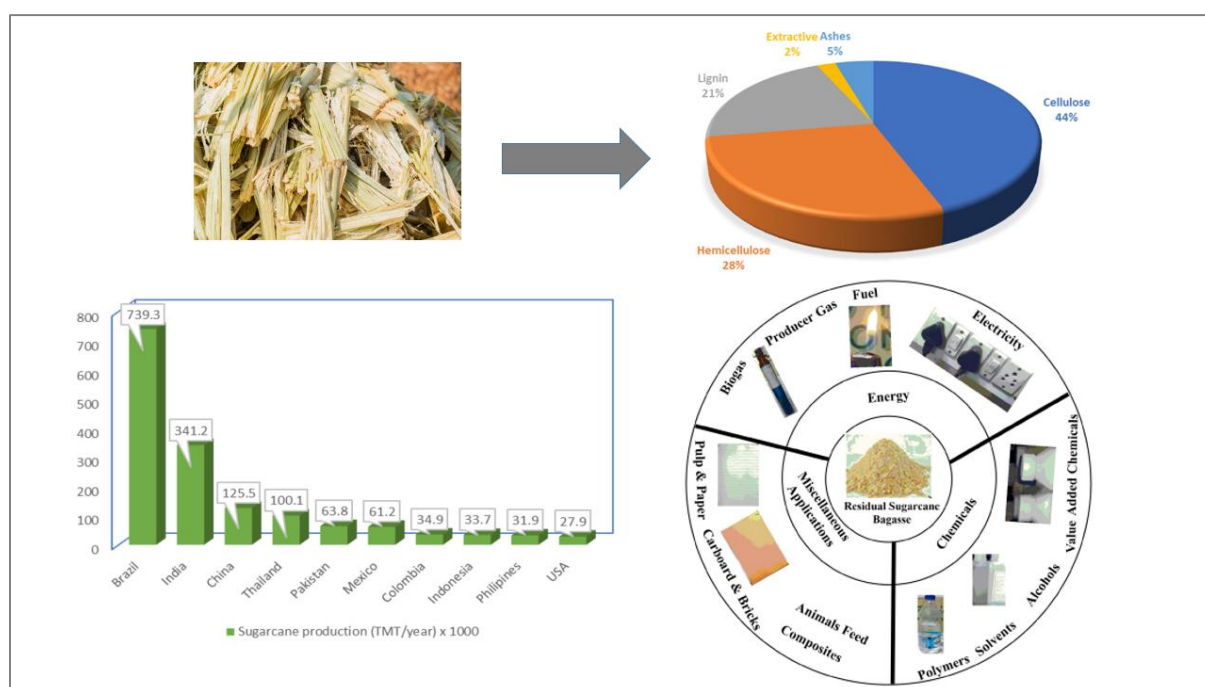 Extractive
2%
Ashes
5%
Lignin
21%
Cellulose
44%
Hemicellulose
28%
800
700
600
500
400
300
200
100
0
739.3
341.2
125.5
100.1
63.8
61.2
34.9
33.7
31.9
27.9
Brazil
India
China
Thailand
Pakistan
Mexico
Colombia
Indonesia
Philipines
USA
Sugarcane production (TMT/year) x 1000
Biogas
Producer Gas
Fuel
Electricity
Energy
Residual Sugarcane
Bagasse
Chemicals
Value Added Chemicals
Alcohols
Solvents
Polymers
Miscellaneous
Applications
Pulp & Paper
Carboard & Bricks
Animals Feed
Composites